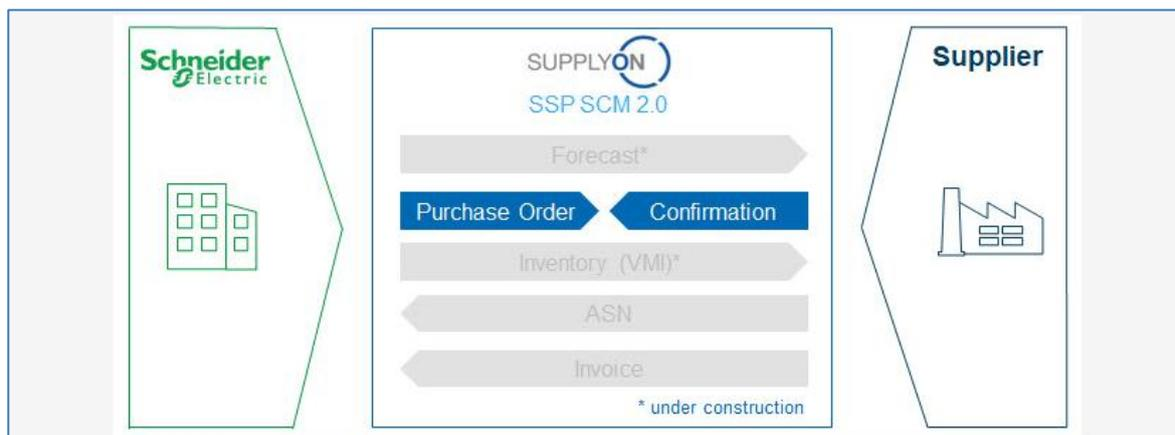 Schneider
Electric
SUPPLYON
SSP SCM 2.0
Supplier
Forecast*
Purchase Order
Confirmation
Inventory (VMI)*
ASN
Invoice
* under construction